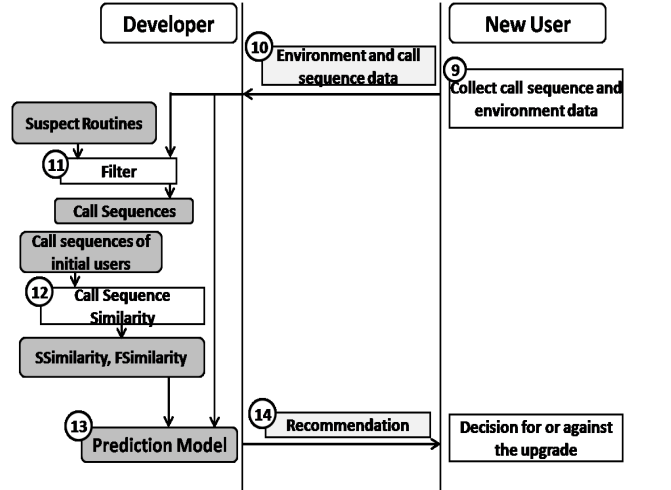 Developer
New User
10
Environment and call
sequence data
9
Collect call sequence and
environment data
Suspect Routines
11
Filter
Call Sequences
Call sequences of
initial users
12
Call Sequence
Similarity
SSimilarity, FSimilarity
13
Prediction Model
14
Recommendation
Decision for or against
the upgrade